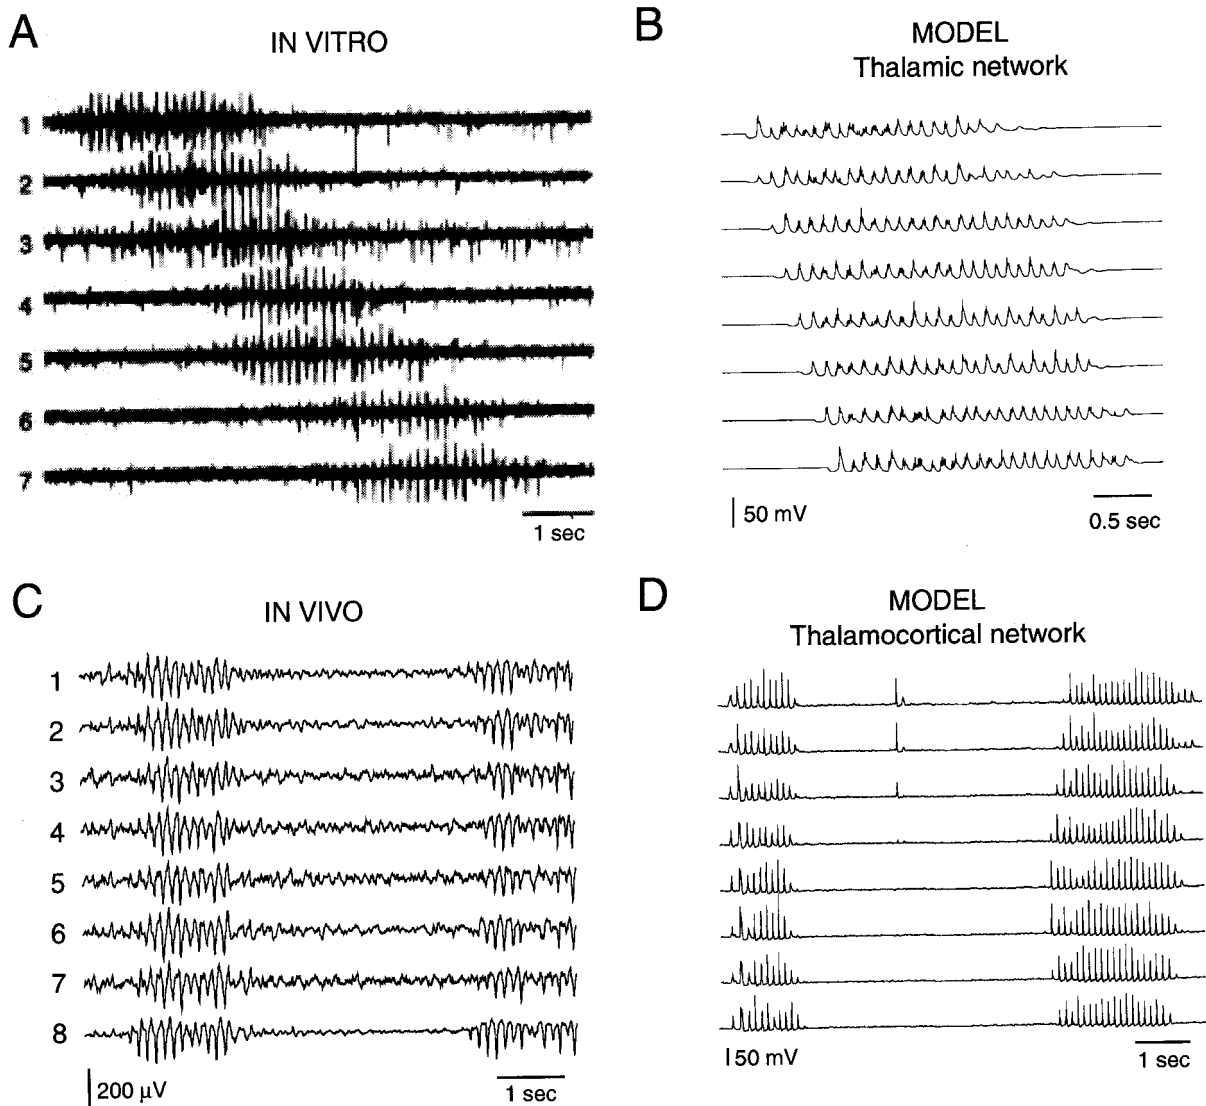 A
IN VITRO
1
2
3
4
5
6
7
1 sec
B
MODEL
Thalamic network
50 mV
0.5 sec
C
IN VIVO
1
2
3
4
5
6
7
8
200 µV
1 sec
D
MODEL
Thalamocortical network
50 mV
1 sec